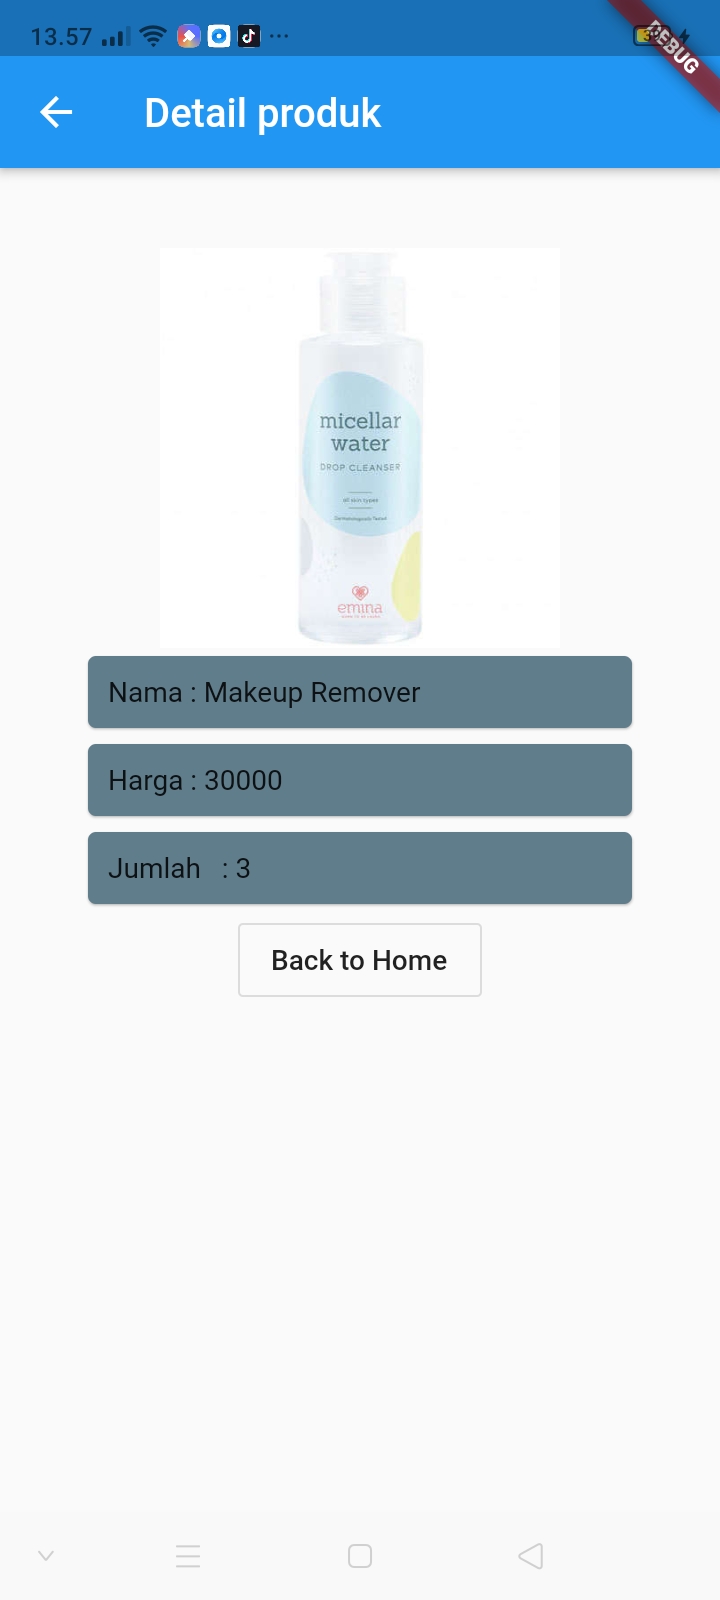 13.57
DEBUG
Detail produk
micellar
water
DROP CLEANSER
all skin types
emina
Nama : Makeup Remover
Harga : 30000
Jumlah : 3
Back to Home